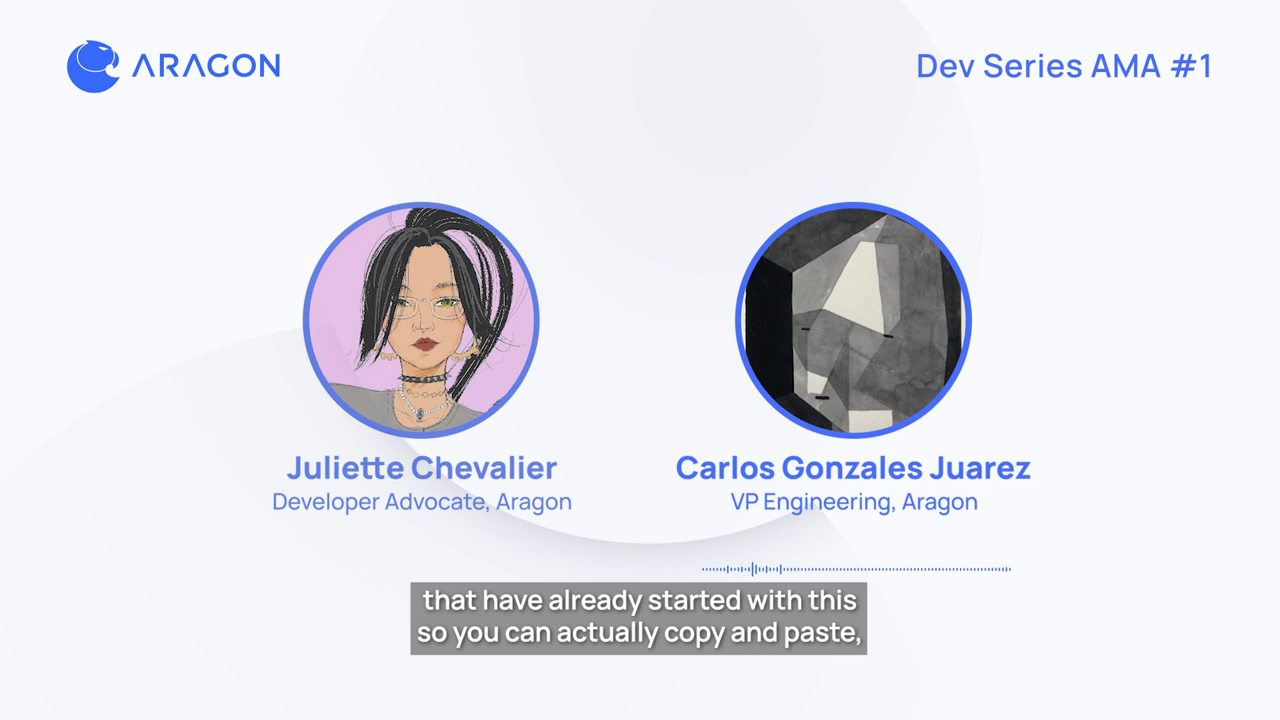 ARAGON
Dev Series AMA #1
Juliette Chevalier
Developer Advocate, Aragon
Carlos Gonzales Juarez
VP Engineering, Aragon
that have already started with this
so you can actually copy and paste,